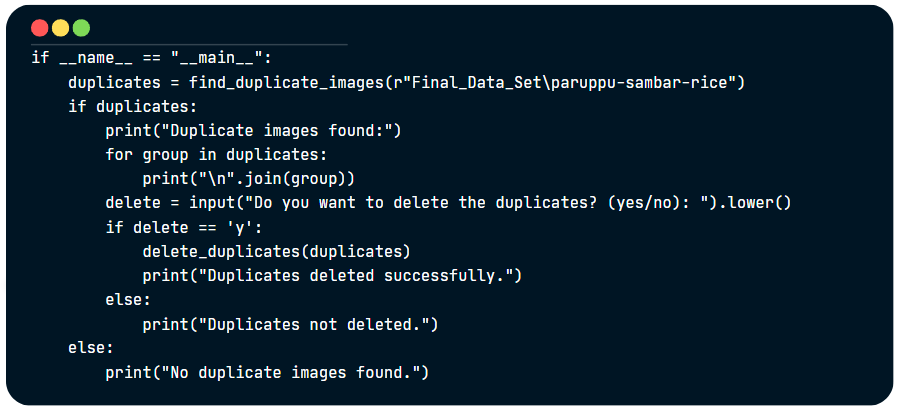 if __name__ == "__main__":
    duplicates = find_duplicate_images(r"Final_Data_Set\paruppu-sambar-rice")
    if duplicates:
        print("Duplicate images found:")
        for group in duplicates:
            print("\n".join(group))
        delete = input("Do you want to delete the duplicates? (yes/no): ").lower()
        if delete == 'y':
            delete_duplicates(duplicates)
            print("Duplicates deleted successfully.")
        else:
            print("Duplicates not deleted.")
    else:
        print("No duplicate images found.")